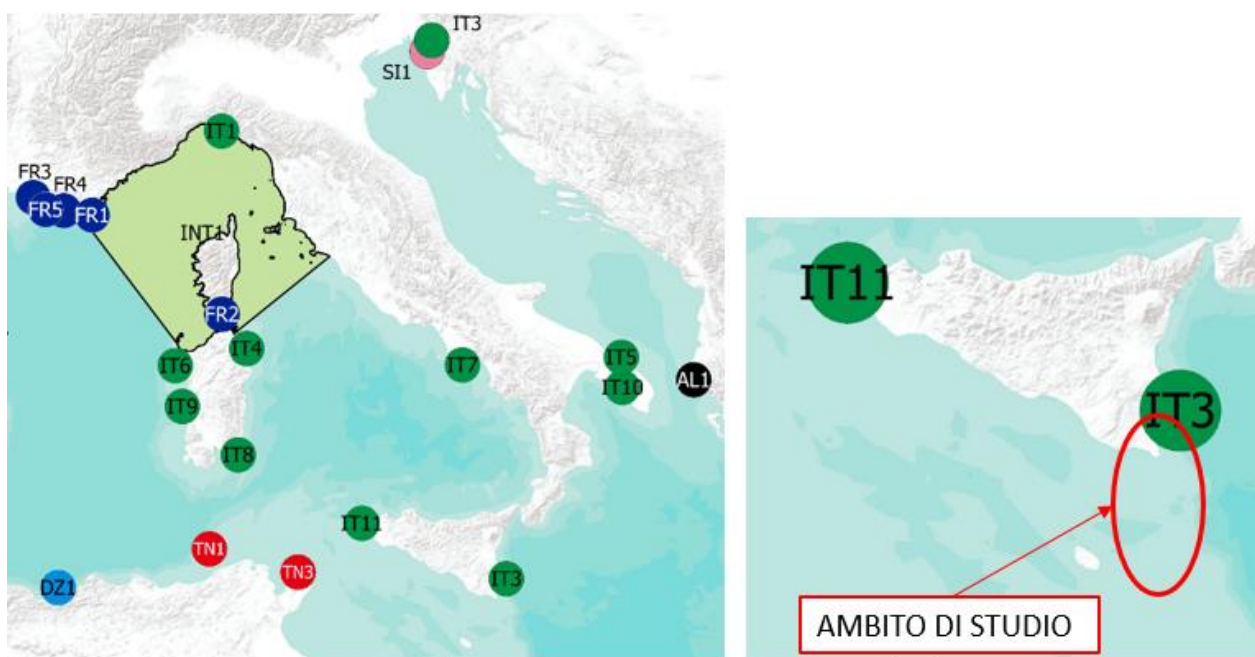 IT3
SI1
IT1
FR3
FR4
FR5
FR1
INT1
FR2
IT4
IT6
IT7
IT5
IT10
AL1
IT9
IT8
IT11
TN1
TN3
IT3
DZ1
IT11
IT3
AMBITO DI STUDIO